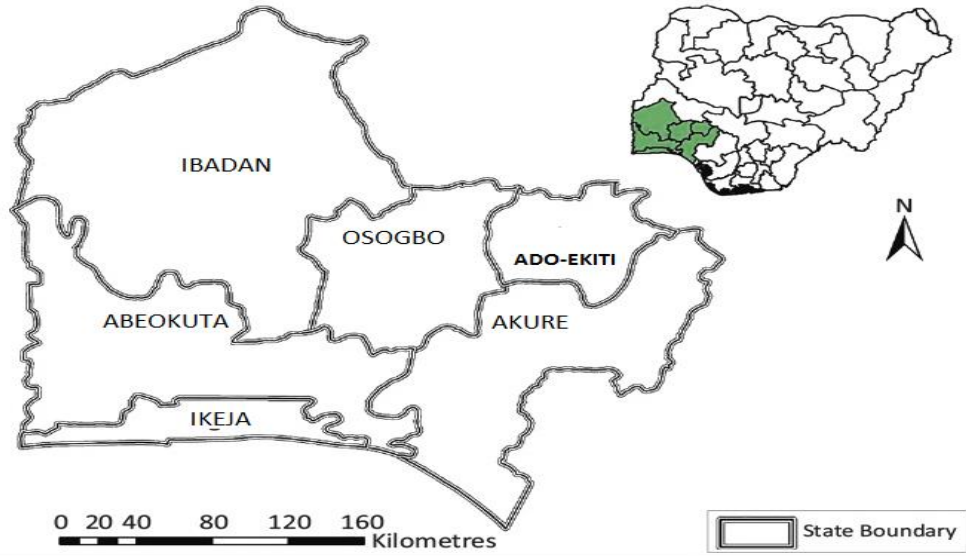 IBADAN
N
OSOGBO
ADO-EKITI
ABEOKUTA
AKURE
IKEJA
0 20 40 80 120 160
Kilometres
State Boundary